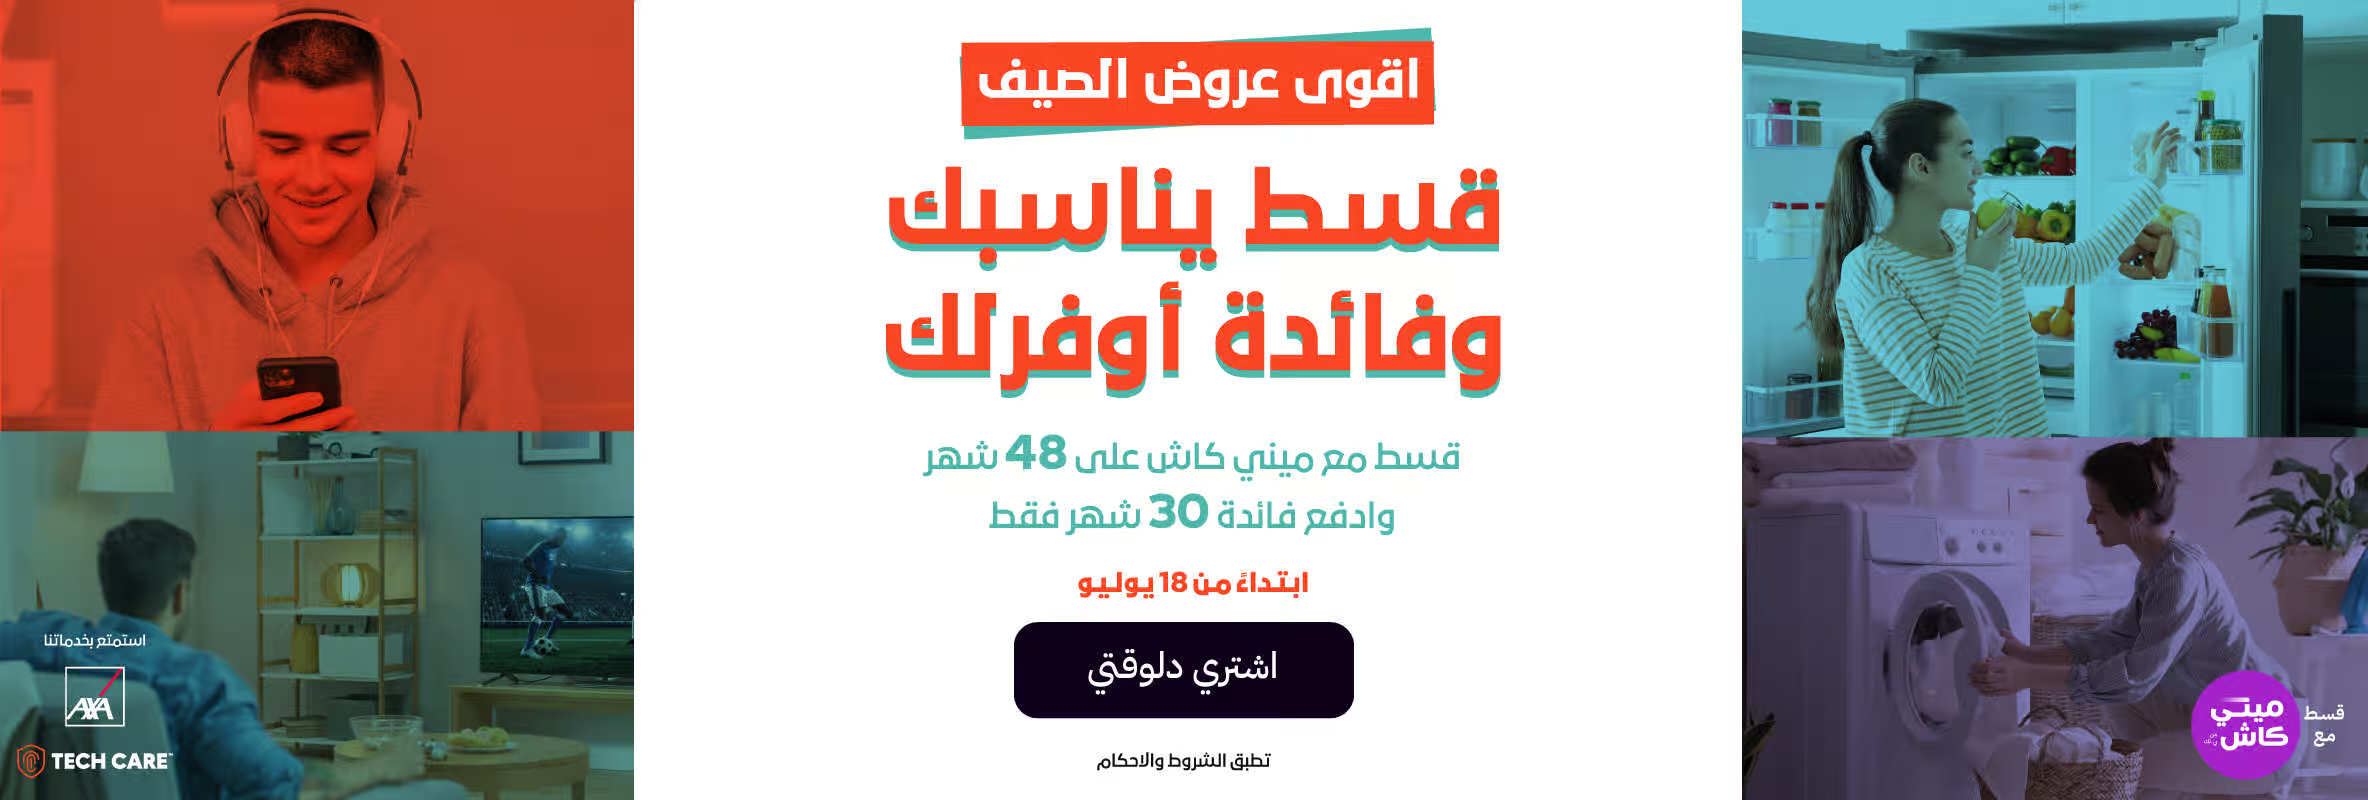 اقوى عروض الصيف
قسط يناسبك
وفائدة أوفرلك
قسط مع ميني كاش على 48 شهر
وادفع فائدة 30 شهر فقط
ابتداءً من 18 يوليو
اشتري دلوقتي
تطبق الشروط والاحكام
استمتع بخدماتنا
AXA
TECH CARE™
قسط
مع
ميني
كاش